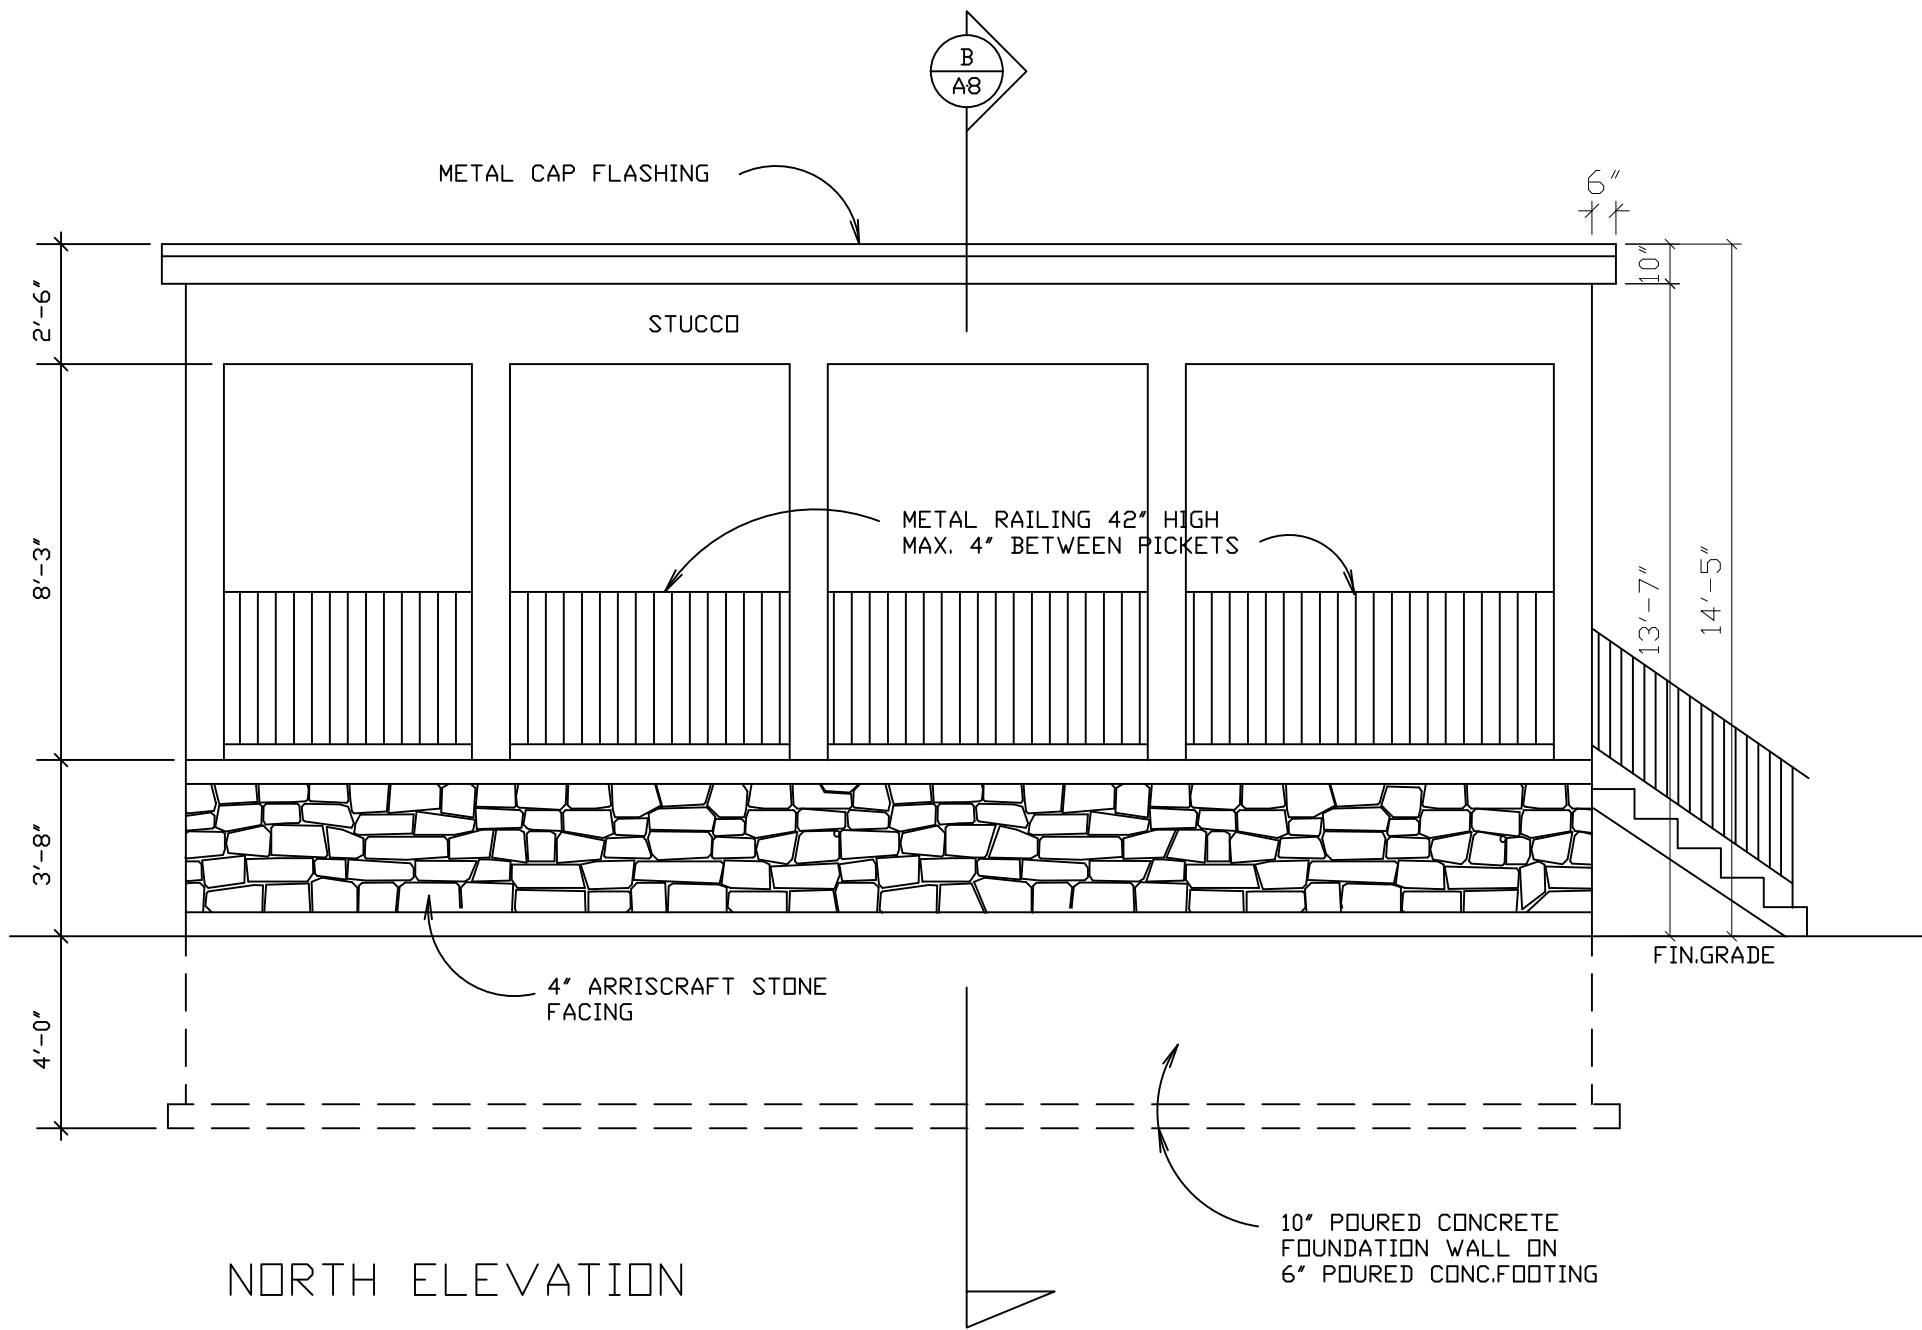 B
A8
METAL CAP FLASHING
6"
10"
2'-6"
STUCCO
METAL RAILING 42" HIGH
MAX. 4" BETWEEN PICKETS
8'-3"
13'-7"
14'-5"
3'-8"
FIN.GRADE
4" ARRISCRAFT STONE
FACING
4'-0"
10" POURED CONCRETE
FOUNDATION WALL ON
6" POURED CONC.FOOTING
NORTH ELEVATION